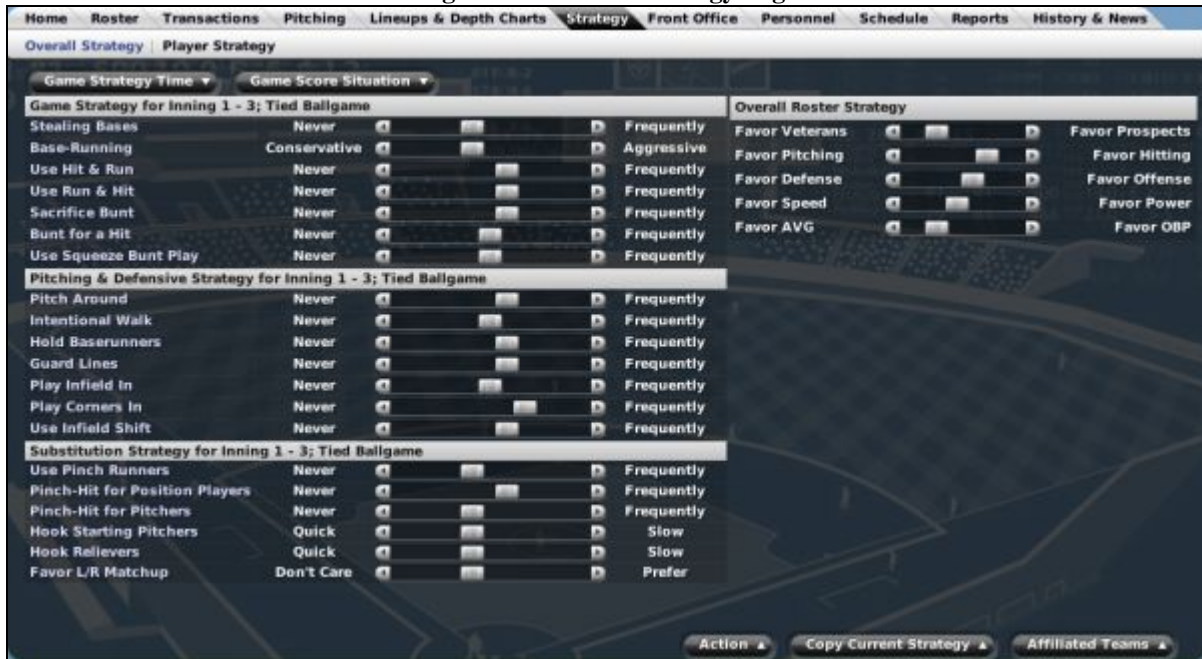 Home Roster Transactions Pitching Lineups & Depth Charts Strategy Front Office Personnel Schedule Reports History & News
Overall Strategy | Player Strategy
Game Strategy Time Game Score Situation
Game Strategy for Inning 1 - 3; Tied Ballgame
Stealing Bases Never Frequently
Base-Running Conservative Aggressive
Use Hit & Run Never Frequently
Use Run & Hit Never Frequently
Sacrifice Bunt Never Frequently
Bunt for a Hit Never Frequently
Use Squeeze Bunt Play Never Frequently
Pitching & Defensive Strategy for Inning 1 - 3; Tied Ballgame
Pitch Around Never Frequently
Intentional Walk Never Frequently
Hold Baserunners Never Frequently
Guard Lines Never Frequently
Play Infield In Never Frequently
Play Corners In Never Frequently
Use Infield Shift Never Frequently
Substitution Strategy for Inning 1 - 3; Tied Ballgame
Use Pinch Runners Never Frequently
Pinch-Hit for Position Players Never Frequently
Pinch-Hit for Pitchers Never Frequently
Hook Starting Pitchers Quick Slow
Hook Relievers Quick Slow
Favor L/R Matchup Don't Care Prefer
Overall Roster Strategy
Favor Veterans Favor Prospects
Favor Pitching Favor Hitting
Favor Defense Favor Offense
Favor Speed Favor Power
Favor AVG Favor OBP
Action Copy Current Strategy Affiliated Teams